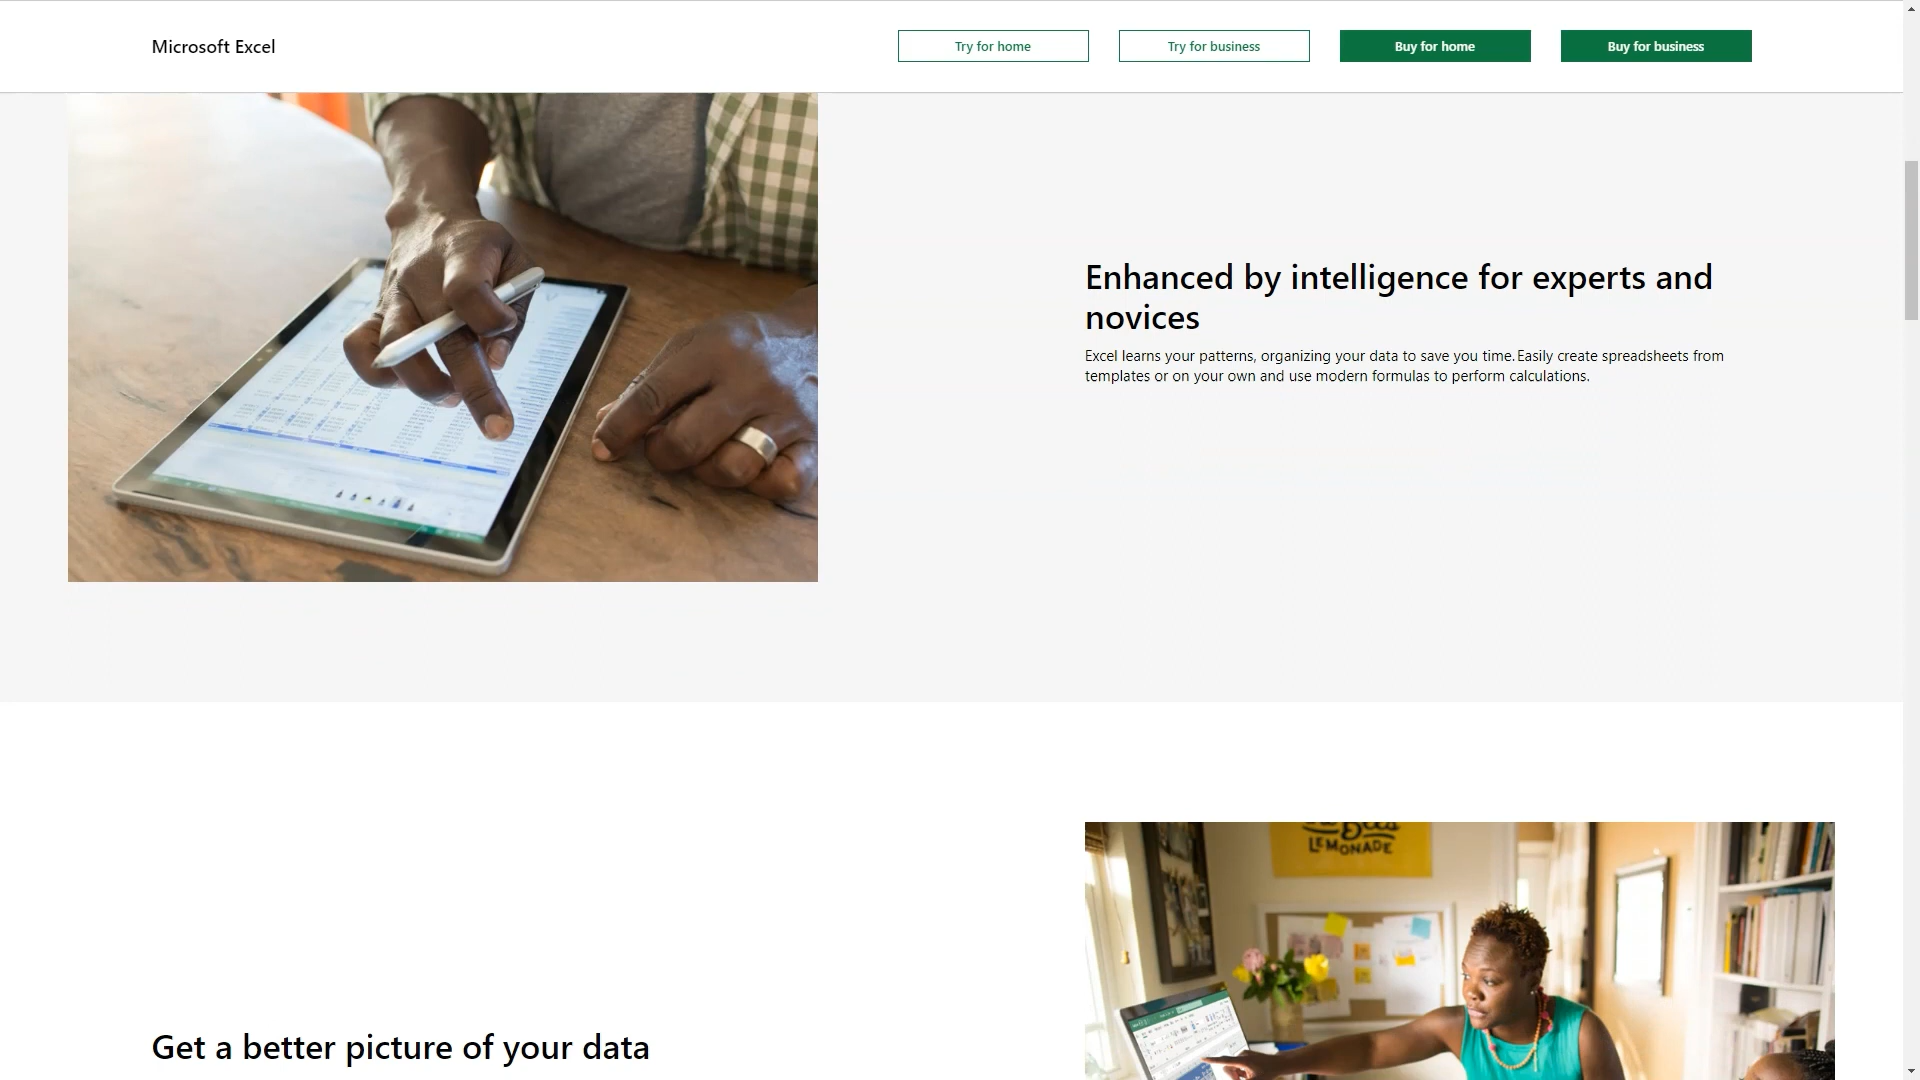 Microsoft Excel
Try for home
Try for business
Buy for home
Buy for business
Enhanced by intelligence for experts and
novices
Excel learns your patterns, organizing your data to save you time. Easily create spreadsheets from
templates or on your own and use modern formulas to perform calculations.
LEMONADE
Get a better picture of your data